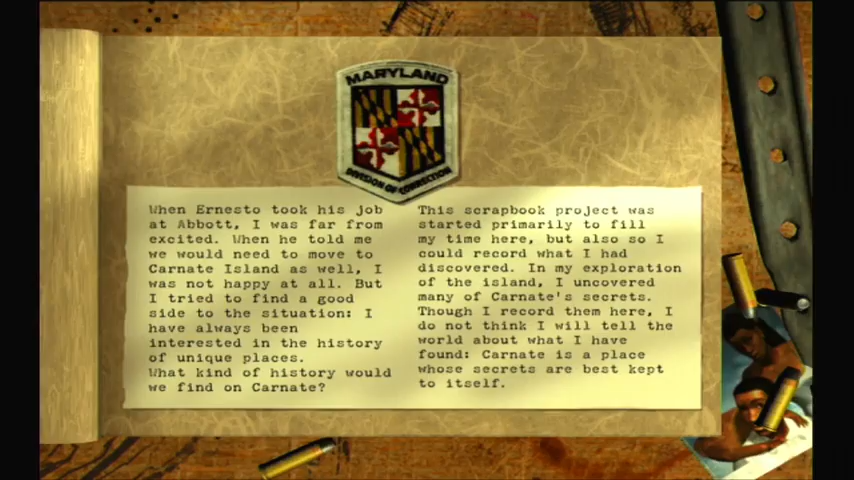 MARYLAND
DIVISION OF CORRECTION
When Ernesto took his job
at Abbott, I was far from
excited. When he told me
we would need to move to
Carnate Island as well, I
was not happy at all. But
I tried to find a good
side to the situation: I
have always been
interested in the history
of unique places.
What kind of history would
we find on Carnate?
This scrapbook project was
started primarily to fill
my time here, but also so I
could record what I had
discovered. In my exploration
of the island, I uncovered
many of Carnate's secrets.
Though I record them here, I
do not think I will tell the
world about what I have
found: Carnate is a place
whose secrets are best kept
to itself.